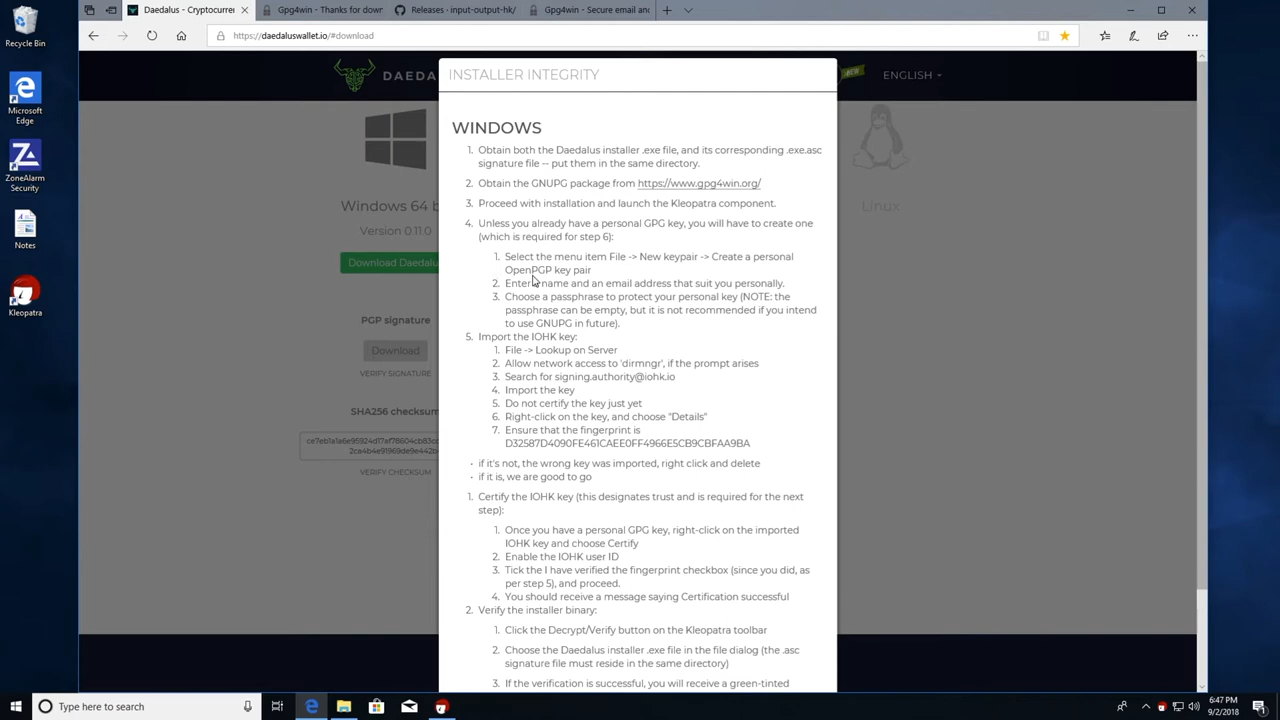 Daedalus - Cryptocurren
Gpg4win - Thanks for down
Releases · input-output-hk/
Gpg4win - Secure email and
https://daedaluswallet.io/#download
Recycle Bin
Microsoft
Edge
ZoneAlarm
Security
Notes
Kleopatra
DAED
NEW
ENGLISH
INSTALLER INTEGRITY
WINDOWS
1. Obtain both the Daedalus installer .exe file, and its corresponding .exe.asc
signature file -- put them in the same directory.
2. Obtain the GNUPG package from https://www.gpg4win.org/
3. Proceed with installation and launch the Kleopatra component.
4. Unless you already have a personal GPG key, you will have to create one
(which is required for step 6):
1. Select the menu item File -> New keypair -> Create a personal
OpenPGP key pair
2. Enter name and an email address that suit you personally.
3. Choose a passphrase to protect your personal key (NOTE: the
passphrase can be empty, but it is not recommended if you intend
to use GNUPG in future).
5. Import the IOHK key:
1. File -> Lookup on Server
2. Allow network access to 'dirmngr', if the prompt arises
3. Search for signing.authority@iohk.io
4. Import the key
5. Do not certify the key just yet
6. Right-click on the key, and choose "Details"
7. Ensure that the fingerprint is
D32587D4090FE461CAEE0FF4966E5CB9CBFAA9BA
· if it's not, the wrong key was imported, right click and delete
· if it is, we are good to go
1. Certify the IOHK key (this designates trust and is required for the next
step):
1. Once you have a personal GPG key, right-click on the imported
IOHK key and choose Certify
2. Enable the IOHK user ID
3. Tick the I have verified the fingerprint checkbox (since you did, as
per step 5), and proceed.
4. You should receive a message saying Certification successful
2. Verify the installer binary:
1. Click the Decrypt/Verify button on the Kleopatra toolbar
2. Choose the Daedalus installer .exe file in the file dialog (the .asc
signature file must reside in the same directory)
3. If the verification is successful, you will receive a green-tinted
Windows 64 b
Version 0.11.0
Download Daedalu
PGP signature
Download
VERIFY SIGNATURE
SHA256 checksum
ce7eb1a1a6e95924d17af78604cb83cc
2ca4b4e91969de9e442b
VERIFY CHECKSUM
Linux
Type here to search
6:47 PM
9/2/2018